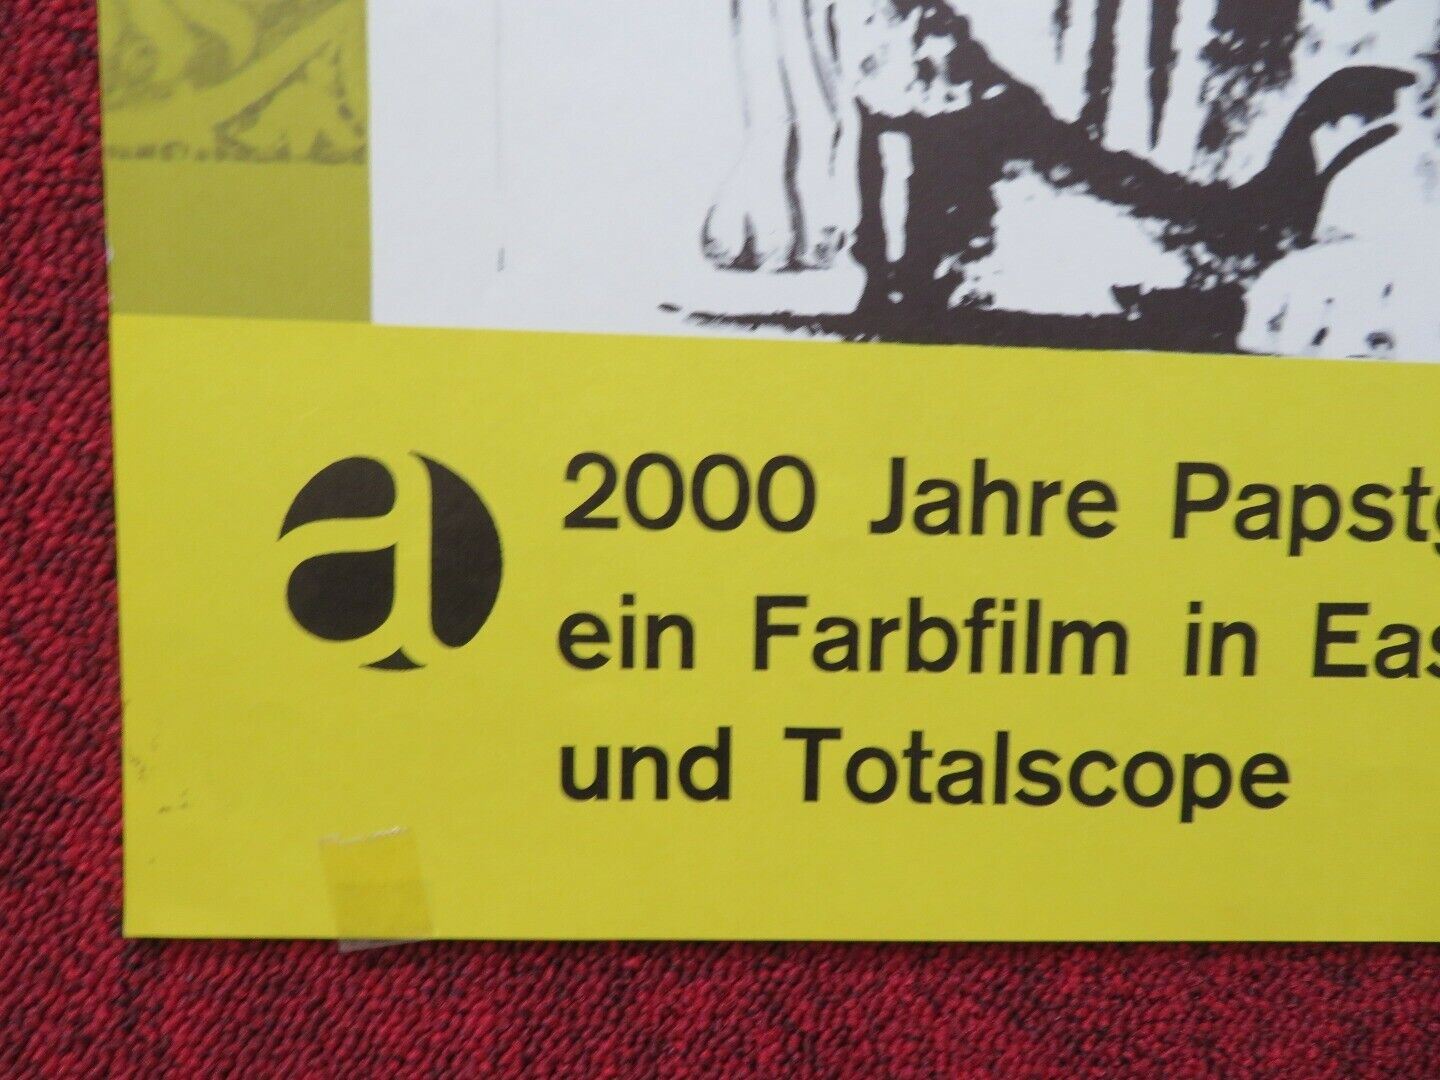 a
2000 Jahre Papstg
ein Farbfilm in Eas
und Totalscope